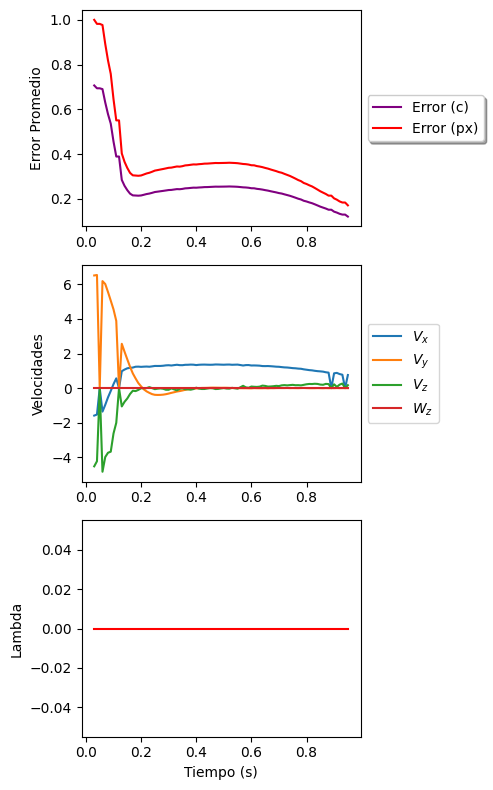 1.0
0.8
0.6
0.4
0.2
0.0 0.2 0.4 0.6 0.8
Error Promedio
Error (c)
Error (px)
6
4
2
0
−2
−4
0.0 0.2 0.4 0.6 0.8
Velocidades
Vx
Vy
Vz
Wz
0.04
0.02
0.00
−0.02
−0.04
0.0 0.2 0.4 0.6 0.8
Lambda
Tiempo (s)